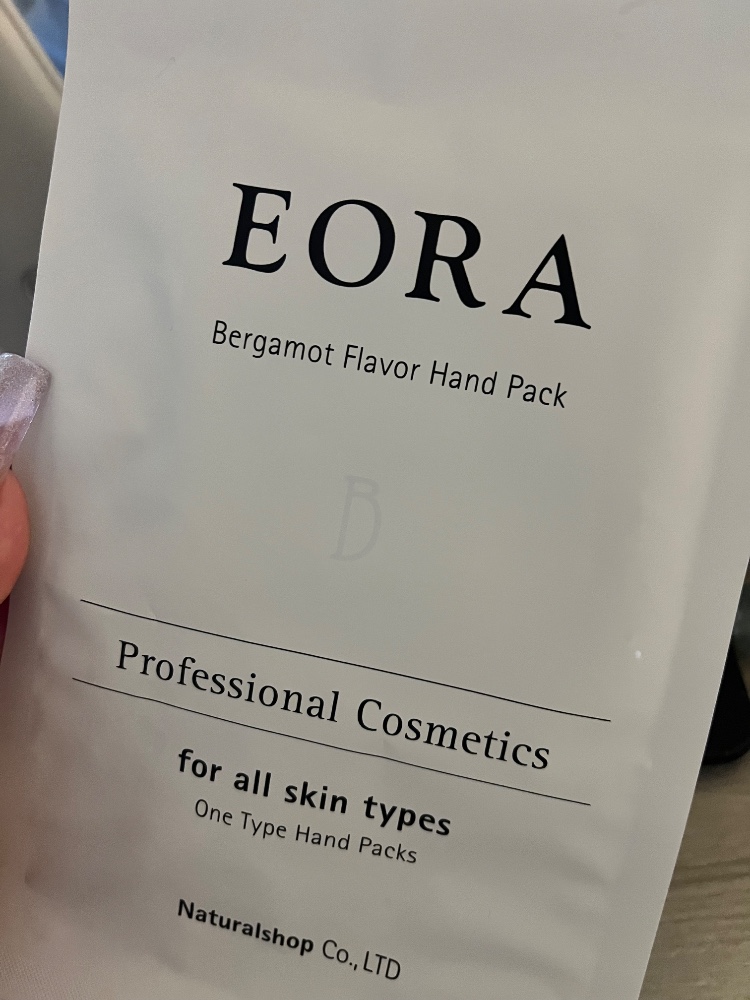 EORA
Bergamot Flavor Hand Pack
B
Professional Cosmetics
for all skin types
One Type Hand Packs
Naturalshop Co., LTD